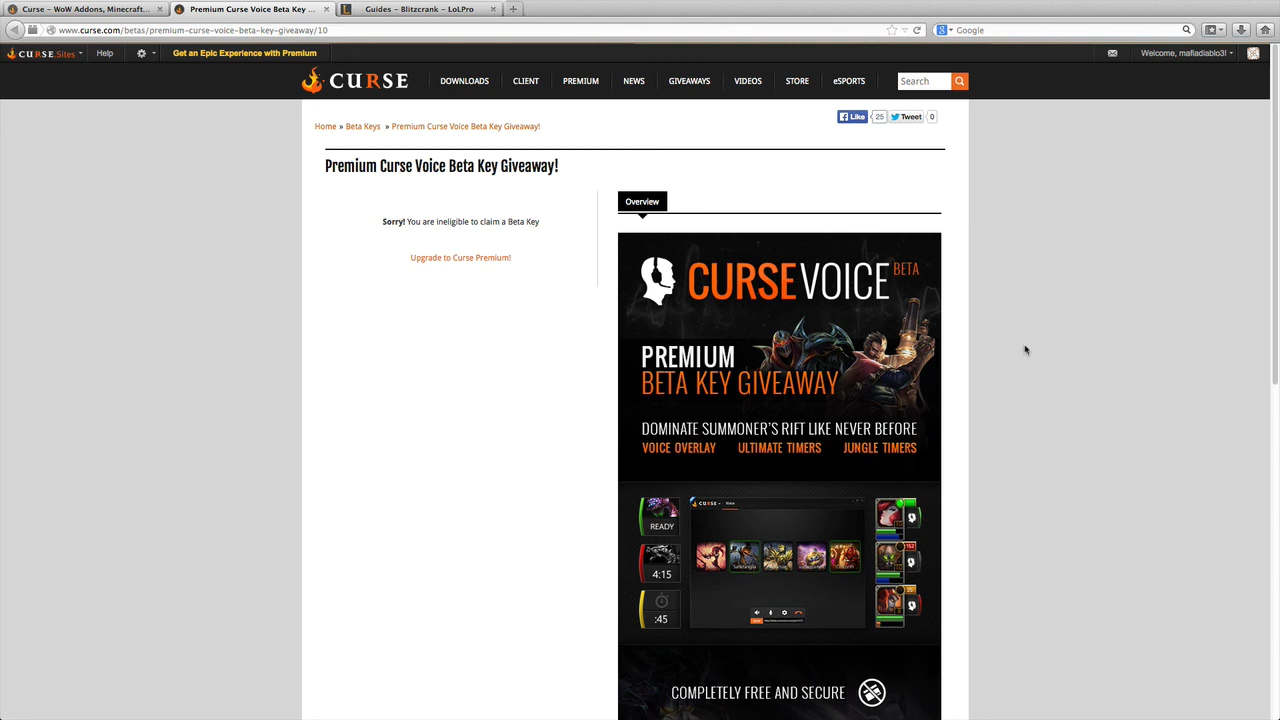 Curse – WoW Addons, Minecraft...
Premium Curse Voice Beta Key ...
Guides – Blitzcrank – LoLPro
www.curse.com/betas/premium-curse-voice-beta-key-giveaway/10
Google
CURSE Sites
Help
Get an Epic Experience with Premium
Welcome, mafiadiablo3!
CURSE
DOWNLOADS
CLIENT
PREMIUM
NEWS
GIVEAWAYS
VIDEOS
STORE
eSPORTS
Search
Home » Beta Keys » Premium Curse Voice Beta Key Giveaway!
Like 25 Tweet 0
Premium Curse Voice Beta Key Giveaway!
Sorry! You are ineligible to claim a Beta Key
Upgrade to Curse Premium!
Overview
CURSEVOICE BETA
PREMIUM
BETA KEY GIVEAWAY
DOMINATE SUMMONER'S RIFT LIKE NEVER BEFORE
VOICE OVERLAY ULTIMATE TIMERS JUNGLE TIMERS
CURSE
Voice
READY
4:15
:45
COMPLETELY FREE AND SECURE